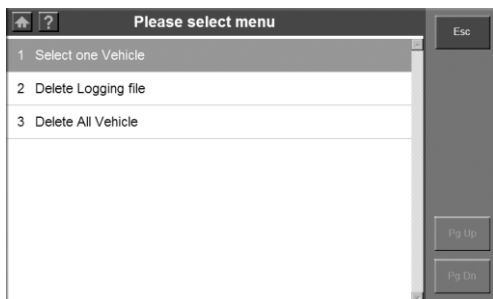 ? Please select menu
Esc
1 Select one Vehicle
2 Delete Logging file
3 Delete All Vehicle
Pg Up
Pg Dn